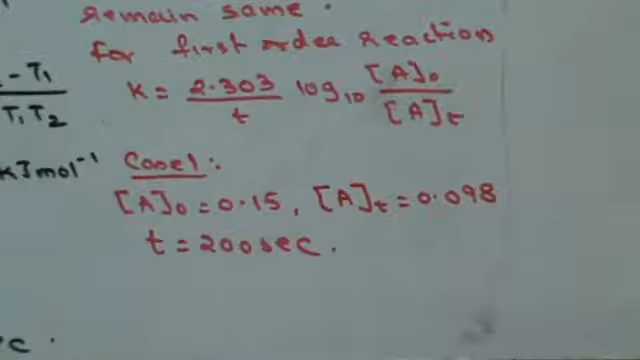 Remain same.
for first order Reaction
- T₁
T₁T₂
K = 2.303 / t log₁₀ [A]₀ / [A]t
KJmol⁻¹ Case1:
[A]₀ = 0.15, [A]t = 0.098
t = 200sec.
c.